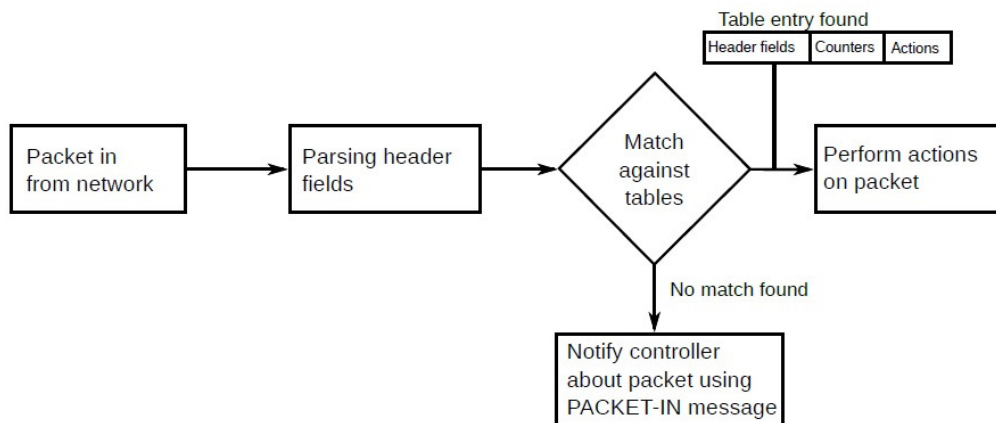 Table entry found
Header fields Counters Actions
Packet in
from network
Parsing header
fields
Match
against
tables
Perform actions
on packet
No match found
Notify controller
about packet using
PACKET-IN message